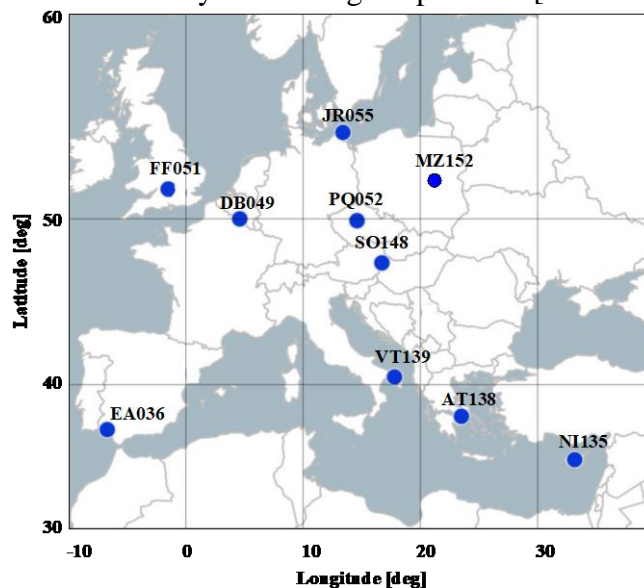 60
JR055
MZ152
FF051
DB049
PQ052
50
SO148
VT139
40
AT138
EA036
NI135
30
-10
0
10
20
30
Latitude [deg]
Longitude [deg]